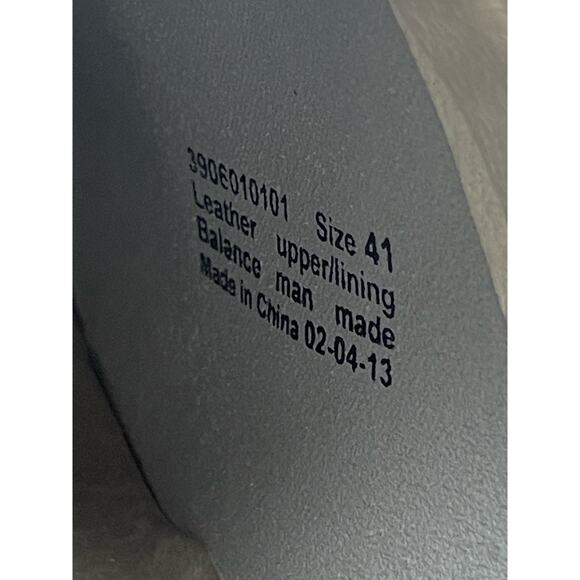 3906010101 Size 41
Leather upper/lining
Balance man made
Made in China 02-04-13